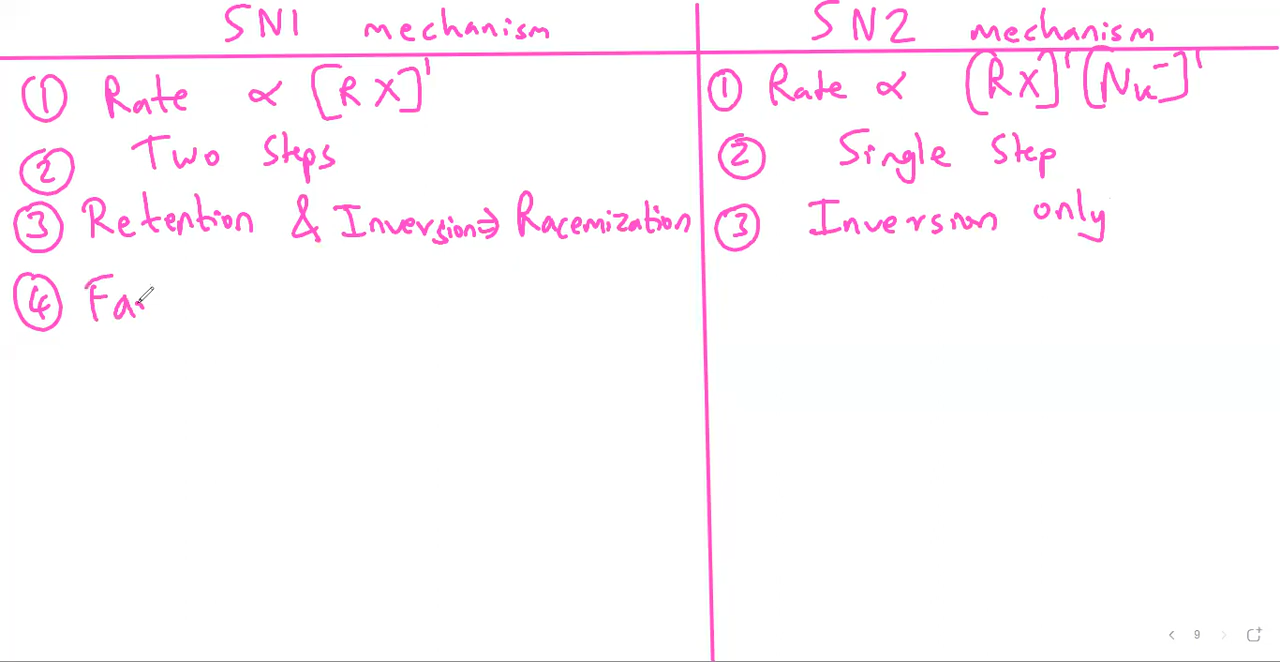 SN1 mechanism
SN2 mechanism
① Rate ∝ [RX]¹
① Rate ∝ [RX]¹ [Nu⁻]¹
② Two Steps
② Single Step
③ Retention & Inversion ⇒ Racemization
③ Inversion only
④
9